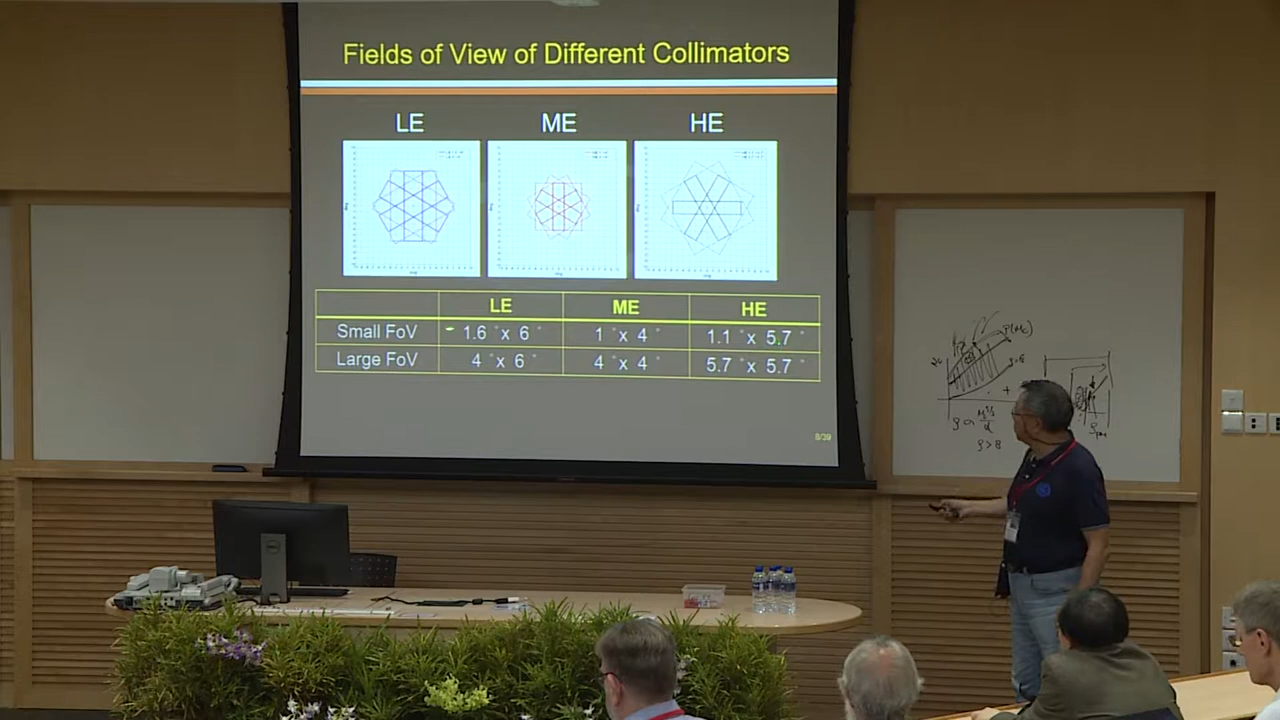 Fields of View of Different Collimators
LE ME HE
LE ME HE
Small FoV 1.6 ° x 6 ° 1 ° x 4 ° 1.1 ° x 5.7 °
Large FoV 4 ° x 6 ° 4 ° x 4 ° 5.7 ° x 5.7 °
8/39
DELL